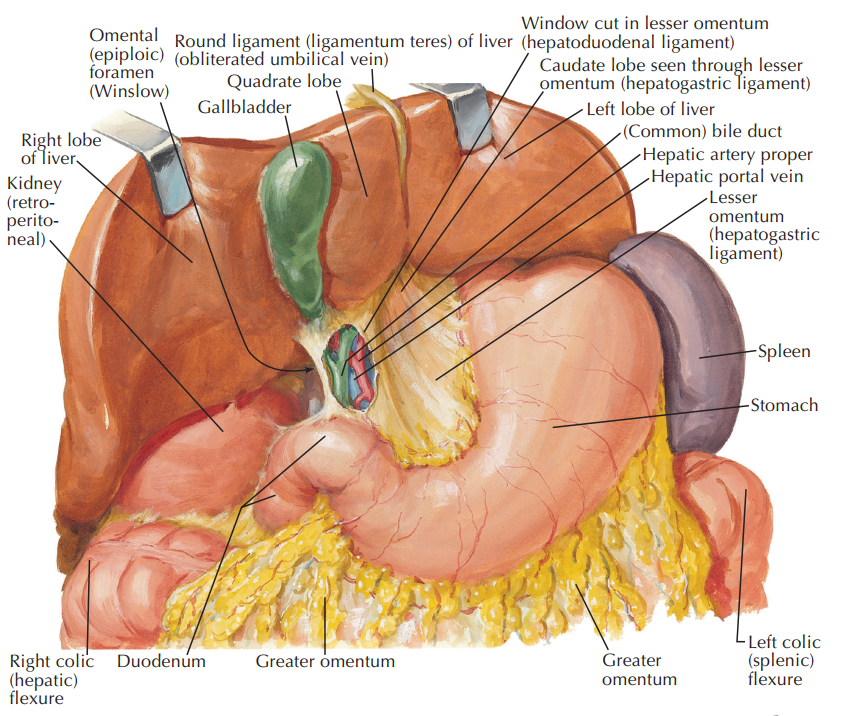 Omental
(epiploic)
foramen
(Winslow)
Round ligament (ligamentum teres) of liver
(obliterated umbilical vein)
Quadrate lobe
Gallbladder
Window cut in lesser omentum
(hepatoduodenal ligament)
Caudate lobe seen through lesser
omentum (hepatogastric ligament)
Left lobe of liver
(Common) bile duct
Hepatic artery proper
Hepatic portal vein
Lesser
omentum
(hepatogastric
ligament)
Right lobe
of liver
Kidney
(retro-
perito-
neal)
Spleen
Stomach
Right colic
(hepatic)
flexure
Duodenum
Greater omentum
Greater
omentum
Left colic
(splenic)
flexure